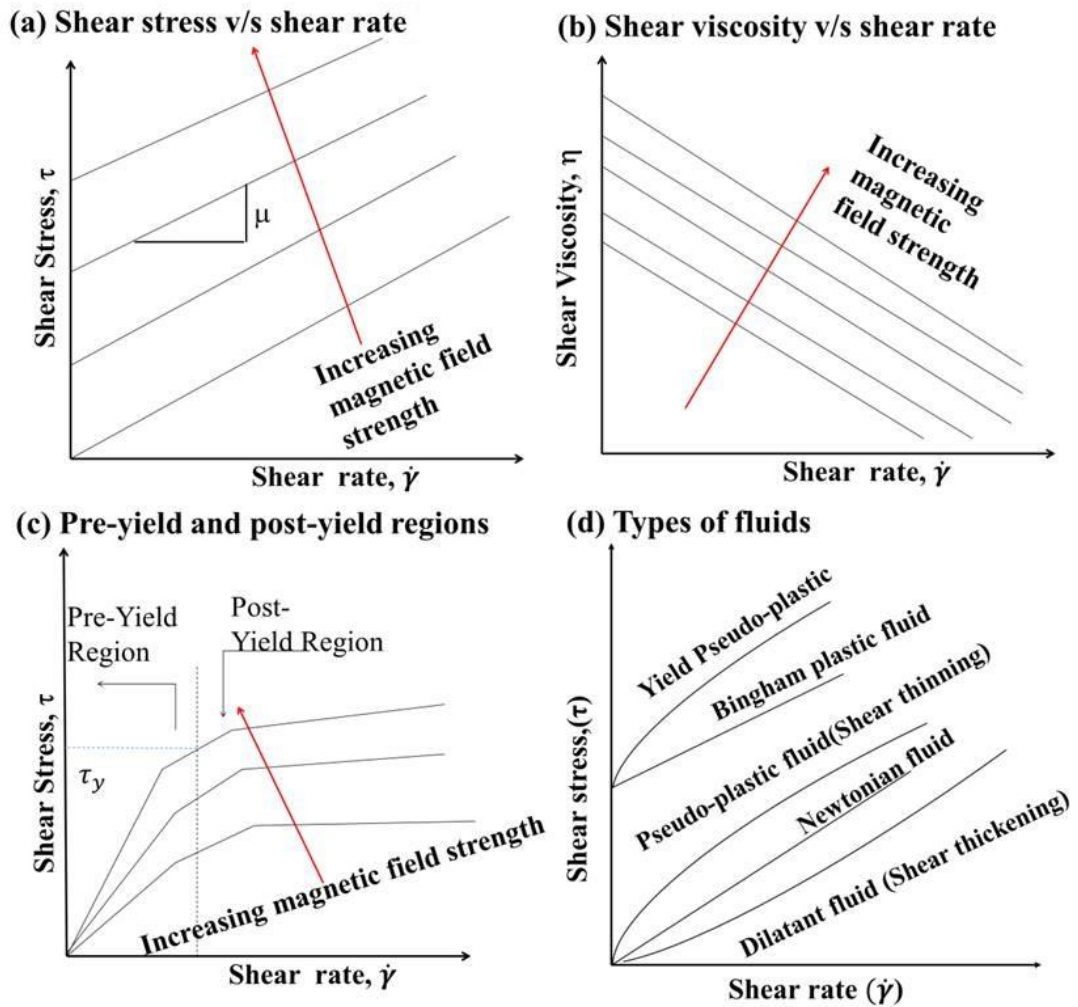 (a) Shear stress v/s shear rate
Shear Stress, τ
μ
Increasing
magnetic field
strength
Shear rate, γ̇
(b) Shear viscosity v/s shear rate
Shear Viscosity, η
Increasing
magnetic
field strength
Shear rate, γ̇
(c) Pre-yield and post-yield regions
Shear Stress, τ
Pre-Yield
Region
Post-
Yield Region
τy
Increasing magnetic field strength
Shear rate, γ̇
(d) Types of fluids
Shear stress,(τ)
Yield Pseudo-plastic
Bingham plastic fluid
Pseudo-plastic fluid(Shear thinning)
Newtonian fluid
Dilatant fluid (Shear thickening)
Shear rate (γ̇)